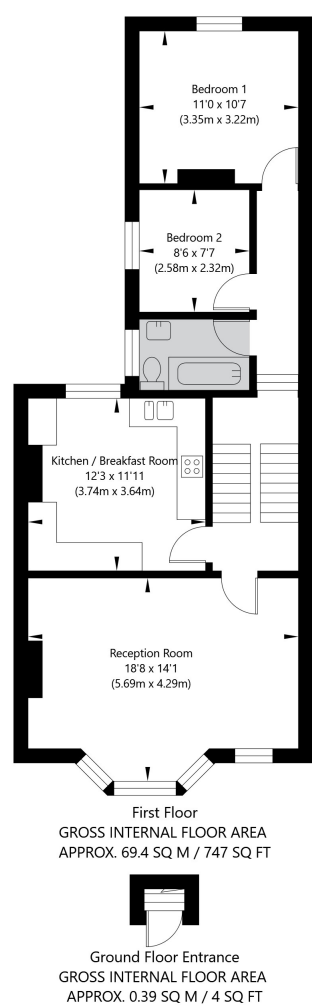 Bedroom 1
11'0 x 10'7
(3.35m x 3.22m)
Bedroom 2
8'6 x 7'7
(2.58m x 2.32m)
Kitchen / Breakfast Room
12'3 x 11'11
(3.74m x 3.64m)
Reception Room
18'8 x 14'1
(5.69m x 4.29m)
First Floor
GROSS INTERNAL FLOOR AREA
APPROX. 69.4 SQ M / 747 SQ FT
Ground Floor Entrance
GROSS INTERNAL FLOOR AREA
APPROX. 0.39 SQ M / 4 SQ FT